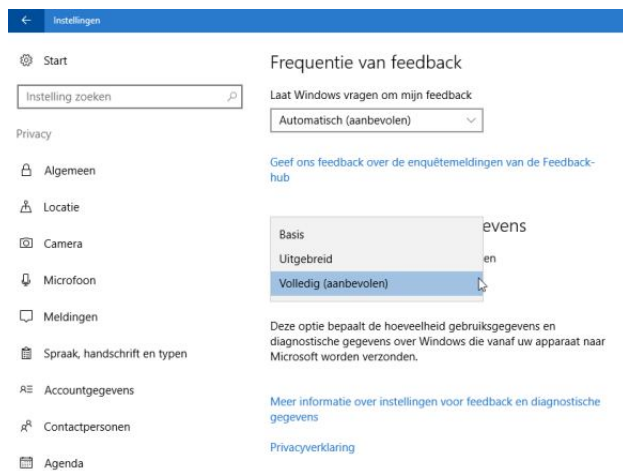 Instellingen
Start
Instelling zoeken
Privacy
Algemeen
Locatie
Camera
Microfoon
Meldingen
Spraak, handschrift en typen
Accountgegevens
Contactpersonen
Agenda
Frequentie van feedback
Laat Windows vragen om mijn feedback
Automatisch (aanbevolen)
Geef ons feedback over de enquêtemeldingen van de Feedback-
hub
evens
Basis
Uitgebreid
en
Volledig (aanbevolen)
Deze optie bepaalt de hoeveelheid gebruiksgegevens en
diagnostische gegevens over Windows die vanaf uw apparaat naar
Microsoft worden verzonden.
Meer informatie over instellingen voor feedback en diagnostische
gegevens
Privacyverklaring